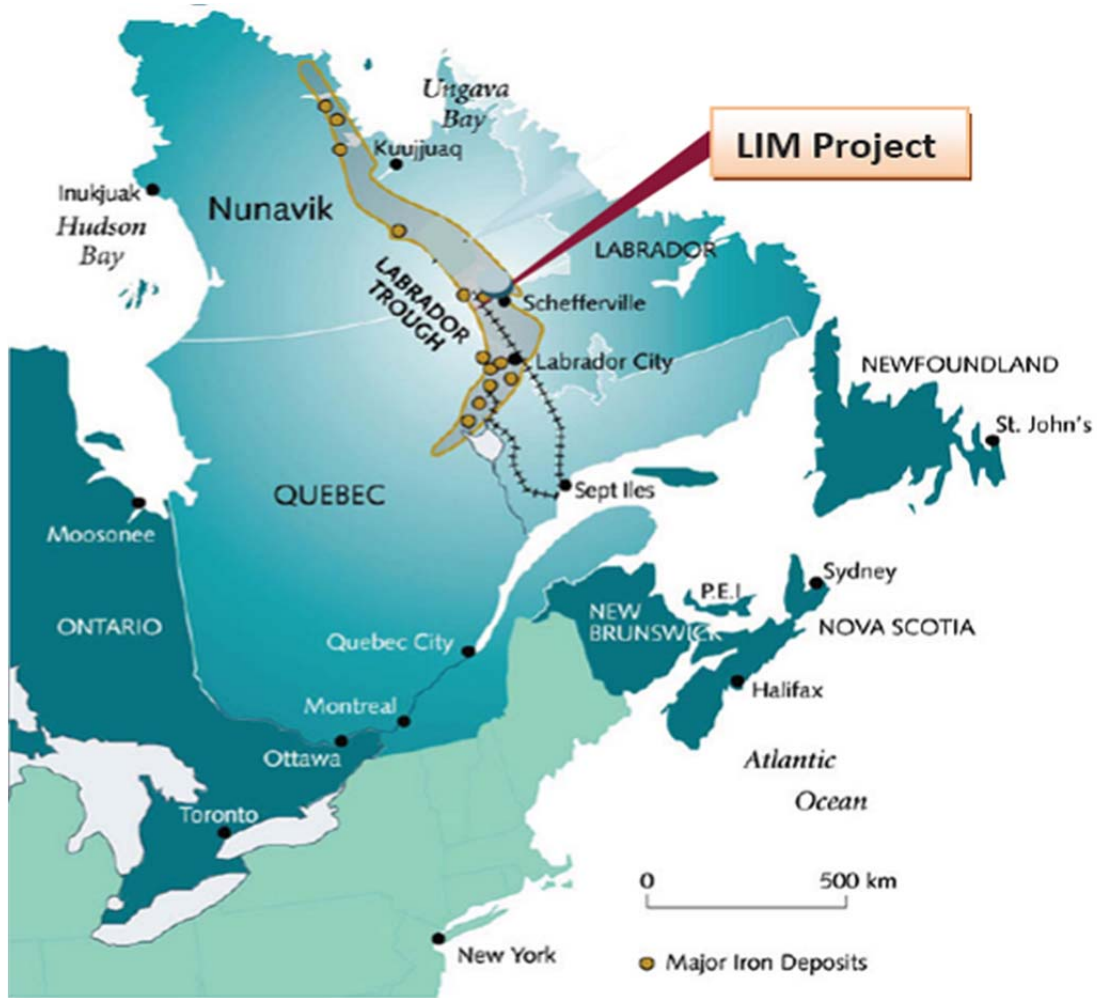 Ungava
Bay
LIM Project
Kuujjuaq
Inukjuak
Hudson
Bay
Nunavik
LABRADOR
LABRADOR
TROUGH
Schefferville
Labrador City
NEWFOUNDLAND
St. John's
QUEBEC
Sept Iles
Moosonee
Sydney
P.E.I
NEW
BRUNSWICK
NOVA SCOTIA
ONTARIO
Quebec City
Halifax
Montreal
Ottawa
Atlantic
Ocean
Toronto
0 500 km
New York
Major Iron Deposits